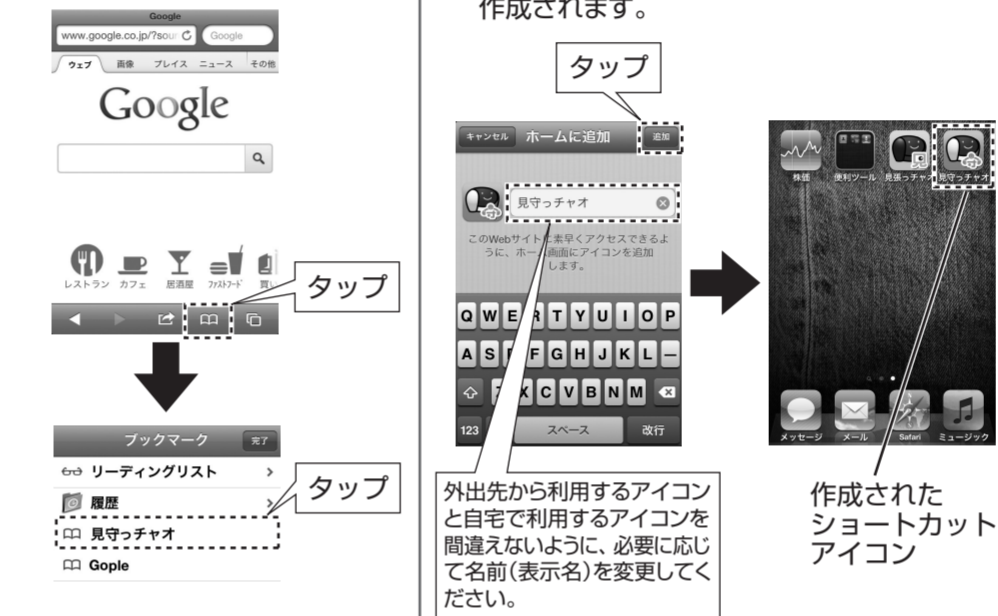 Google
www.google.co.jp/?sour
Google
ウェブ
画像
プレイス
ニュース
その他
Google
レストラン
カフェ
居酒屋
ファストフード
買い
タップ
ブックマーク
完了
リーディングリスト
履歴
見守っチャオ
Gople
タップ
作成されます。
タップ
キャンセル
ホームに追加
追加
見守っチャオ
このWebサイトに素早くアクセスできるよ
うに、ホーム画面にアイコンを追加
します。
Q W E R T Y U I O P
A S F G H J K L
X C V B N M
123
スペース
改行
外出先から利用するアイコン
と自宅で利用するアイコンを
間違えないように、必要に応じ
て名前(表示名)を変更してく
ださい。
株価
便利ツール
見張っチャオ
見守っチャオ
メッセージ
メール
Safari
ミュージック
作成された
ショートカット
アイコン